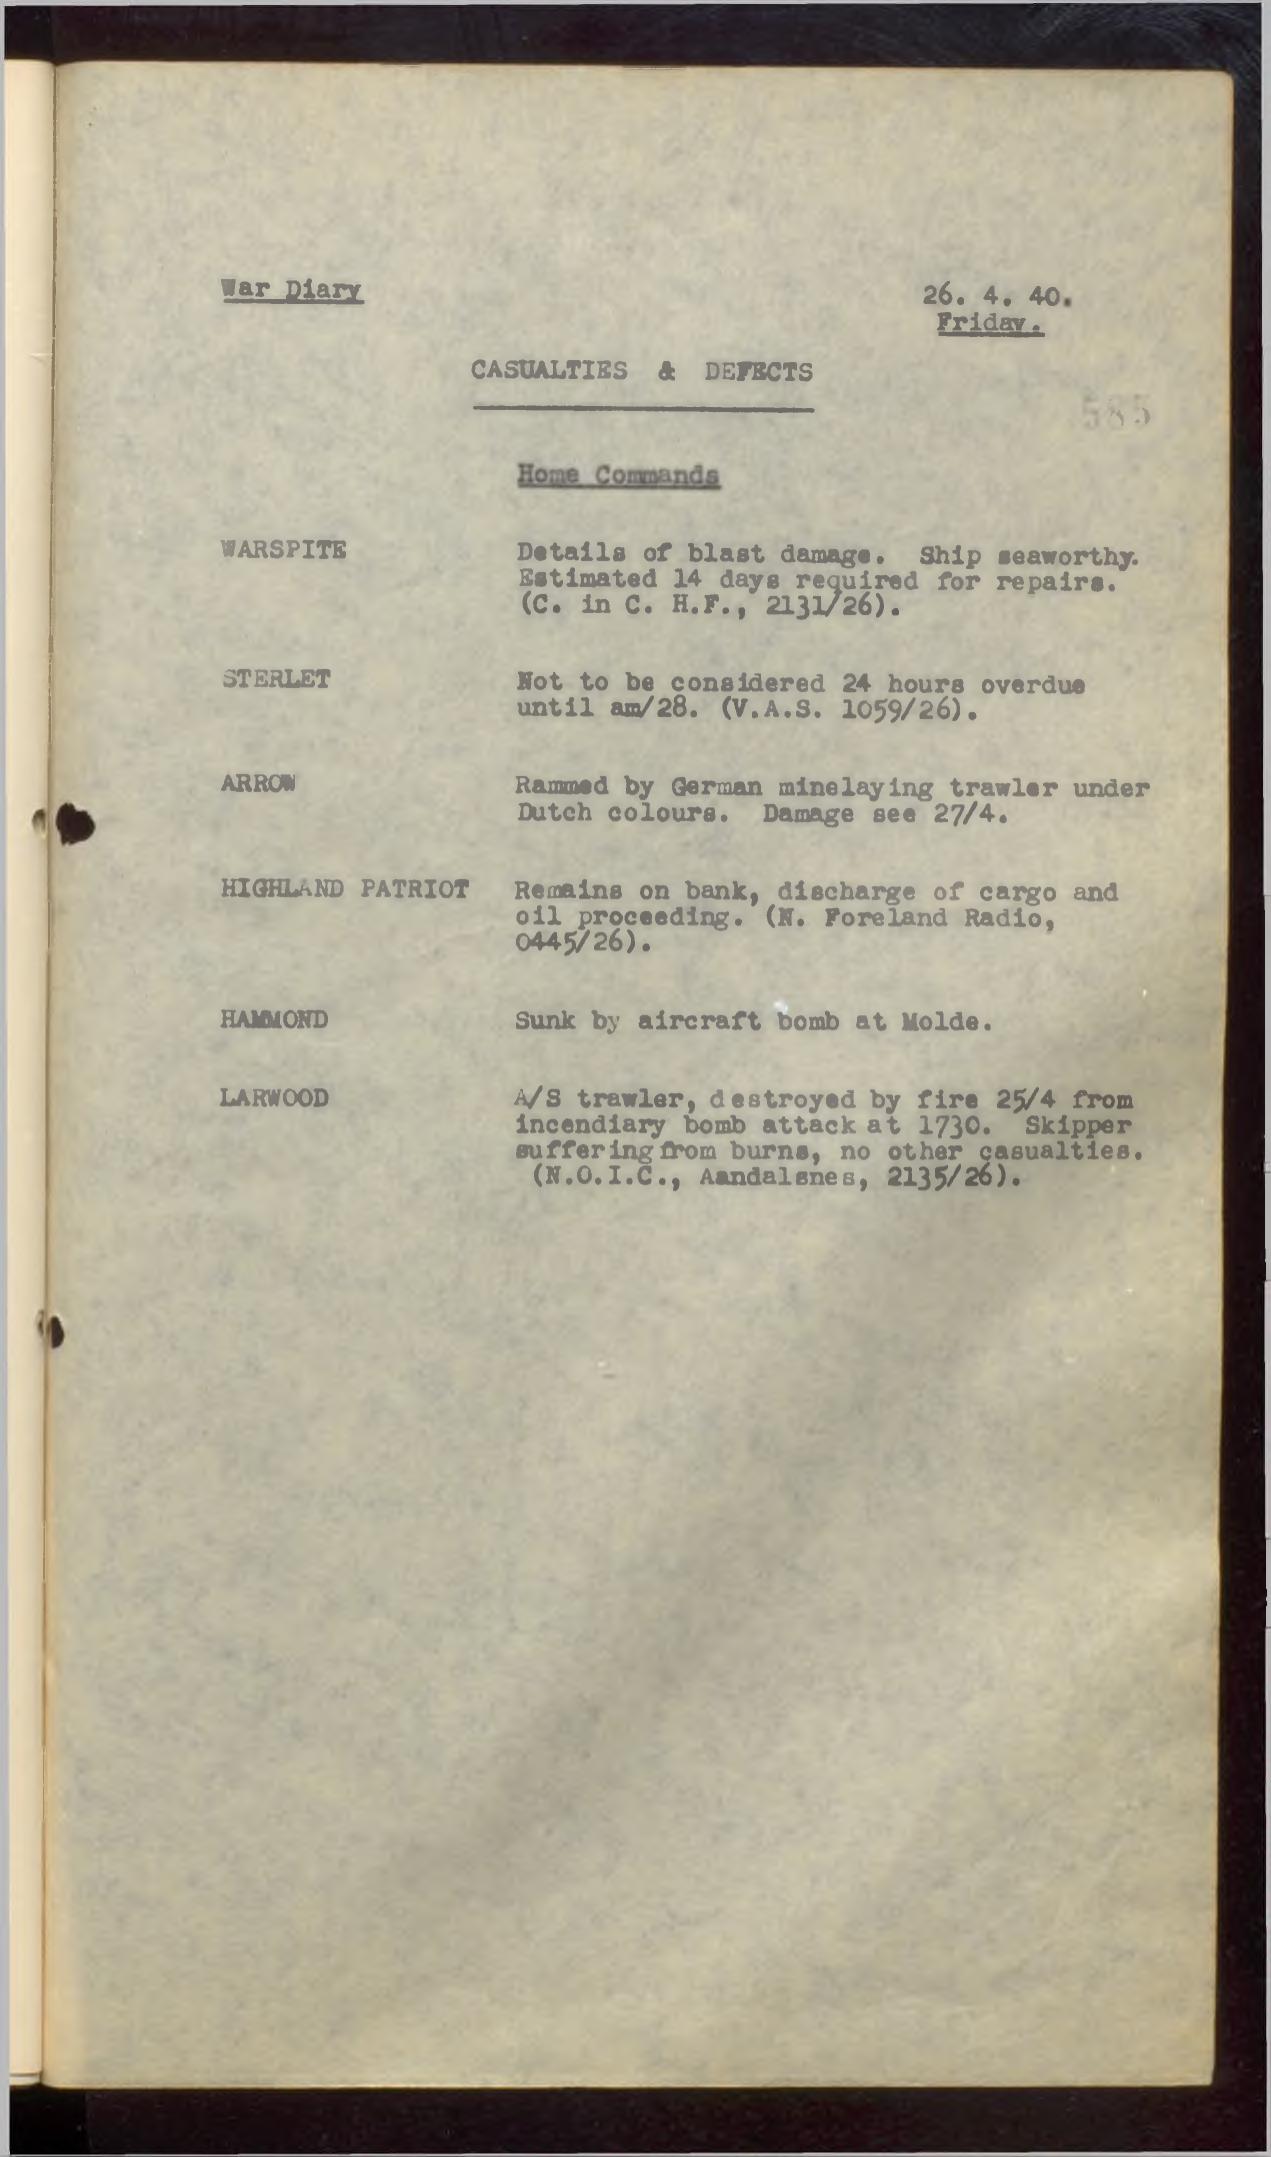 War Diary
26. 4. 40.
Friday.
CASUALTIES & DEFECTS
585
Home Commands
WARSPITE Details of blast damage. Ship seaworthy.
Estimated 14 days required for repairs.
(C. in C. H.F., 2131/26).
STERLET Not to be considered 24 hours overdue
until am/28. (V.A.S. 1059/26).
ARROW Rammed by German minelaying trawler under
Dutch colours. Damage see 27/4.
HIGHLAND PATRIOT Remains on bank, discharge of cargo and
oil proceeding. (N. Foreland Radio,
0445/26).
HAMMOND Sunk by aircraft bomb at Molde.
LARWOOD A/S trawler, destroyed by fire 25/4 from
incendiary bomb attack at 1730. Skipper
suffering from burns, no other casualties.
(N.O.I.C., Aandalsnes, 2135/26).